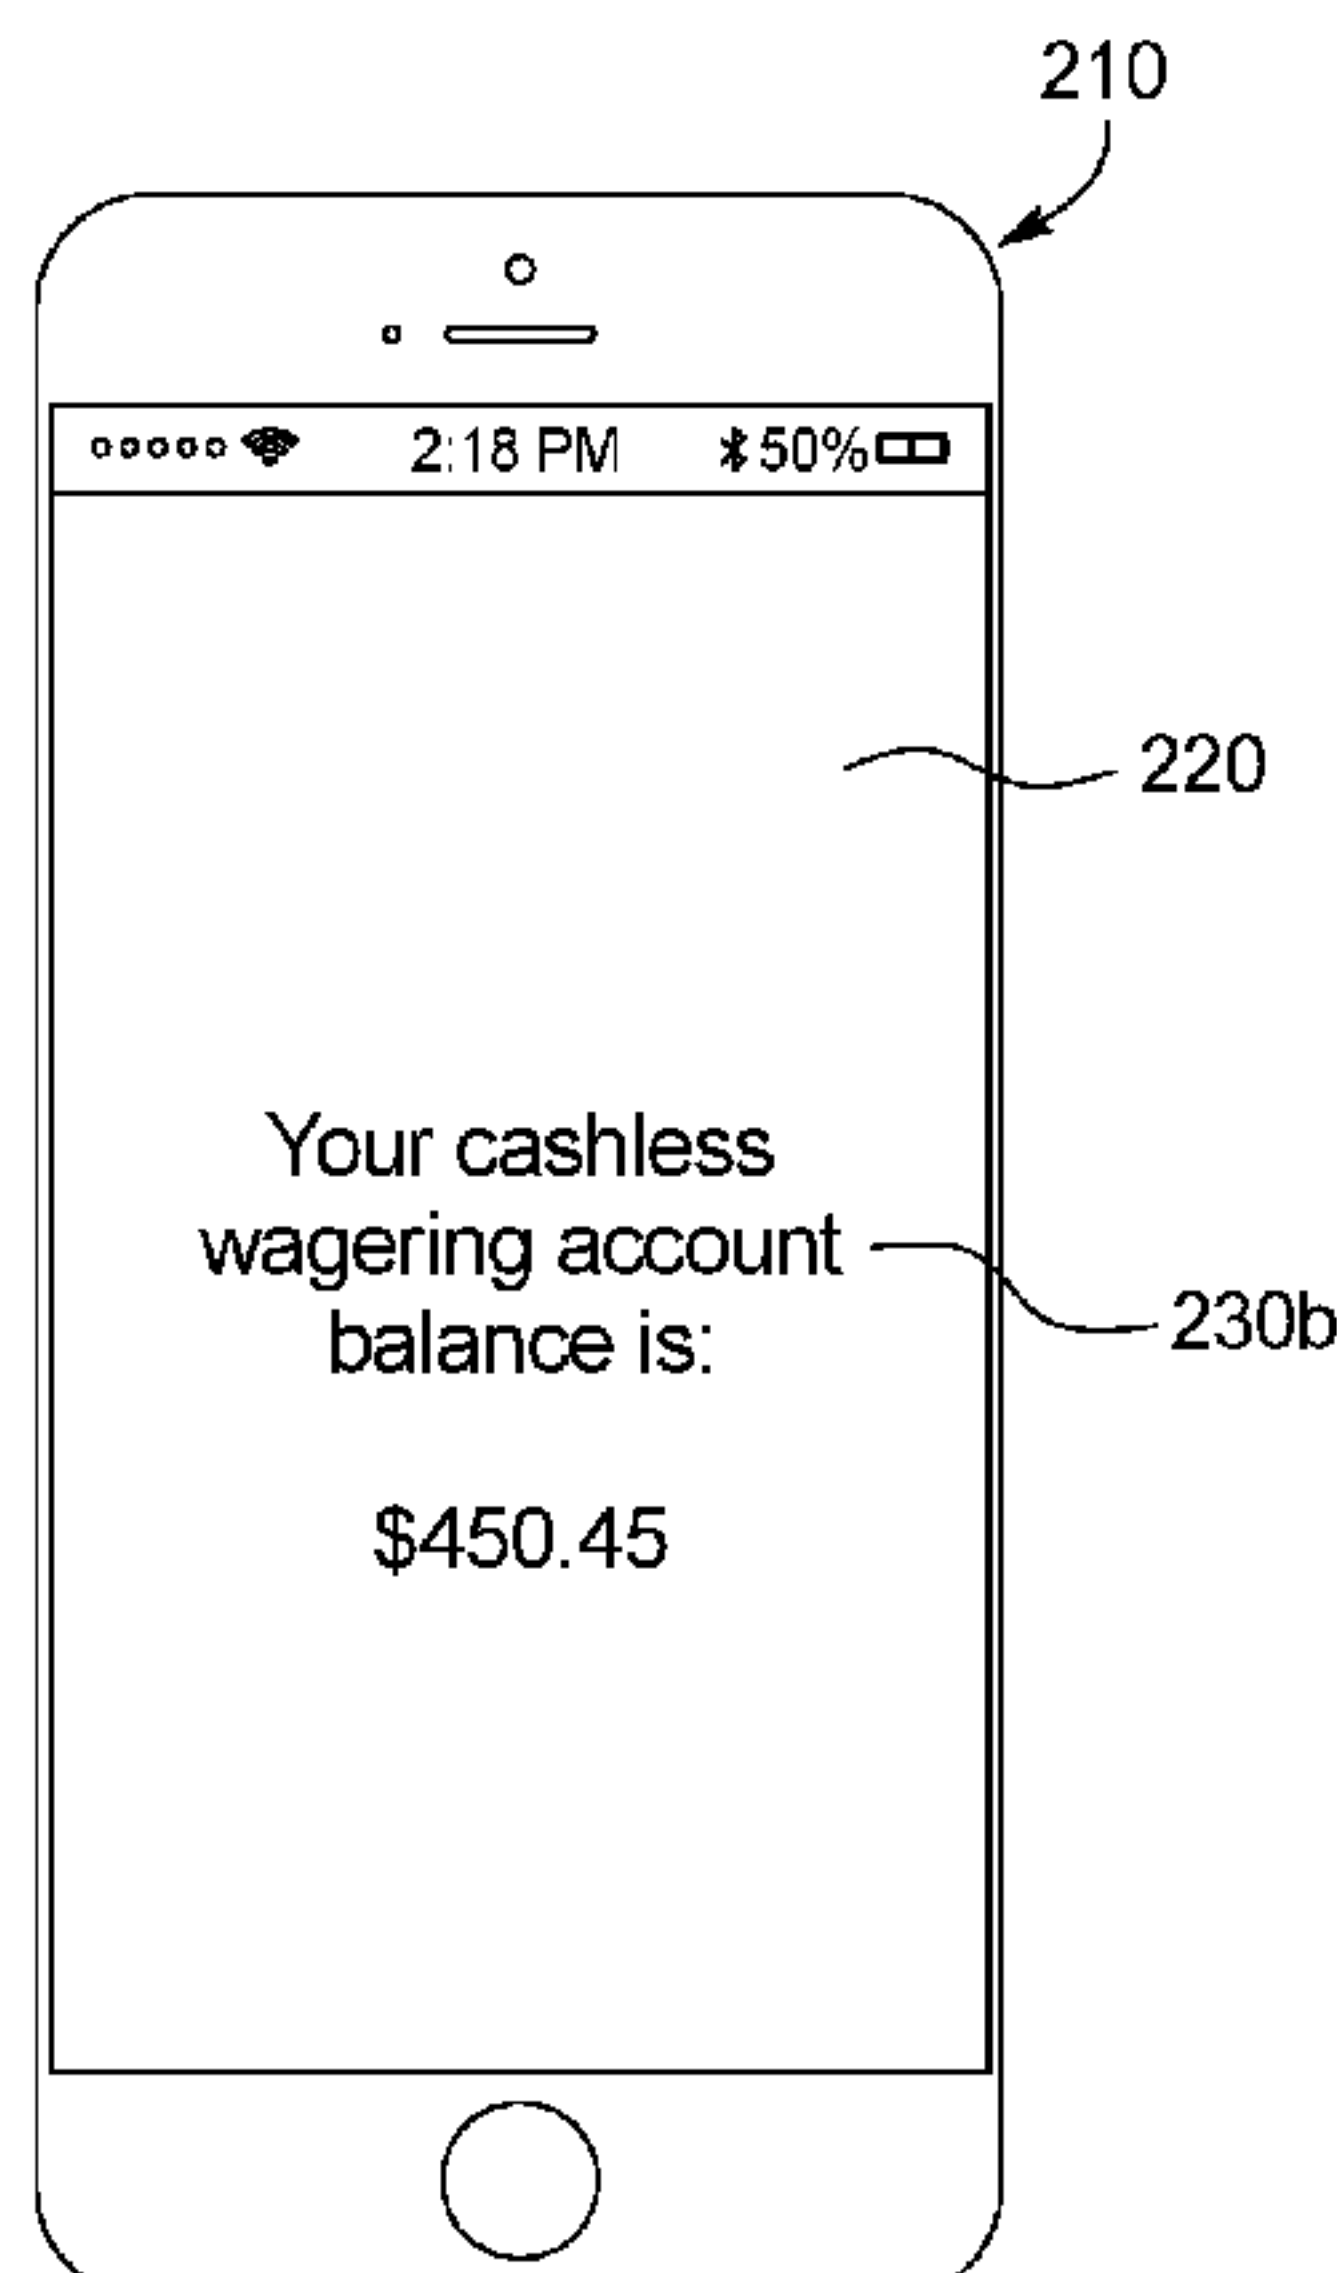 210
2:18 PM 50%
220
Your cashless
wagering account
230b
balance is:
$450.45